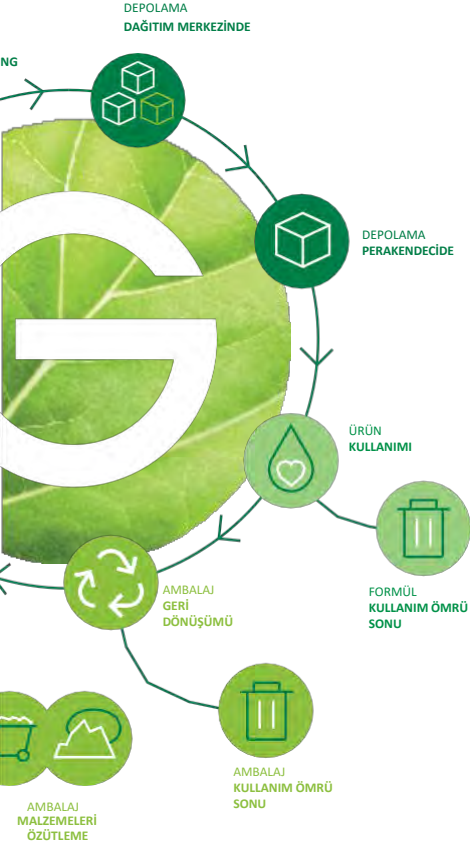 DEPOLAMA
DAĞITIM MERKEZİNDE
NG
DEPOLAMA
PERAKENDECİDE
G
ÜRÜN
KULLANIMI
FORMÜL
KULLANIM ÖMRÜ
SONU
AMBALAJ
GERİ
DÖNÜŞÜMÜ
AMBALAJ
KULLANIM ÖMRÜ
SONU
AMBALAJ
MALZEMELERİ
ÖZÜTLEME